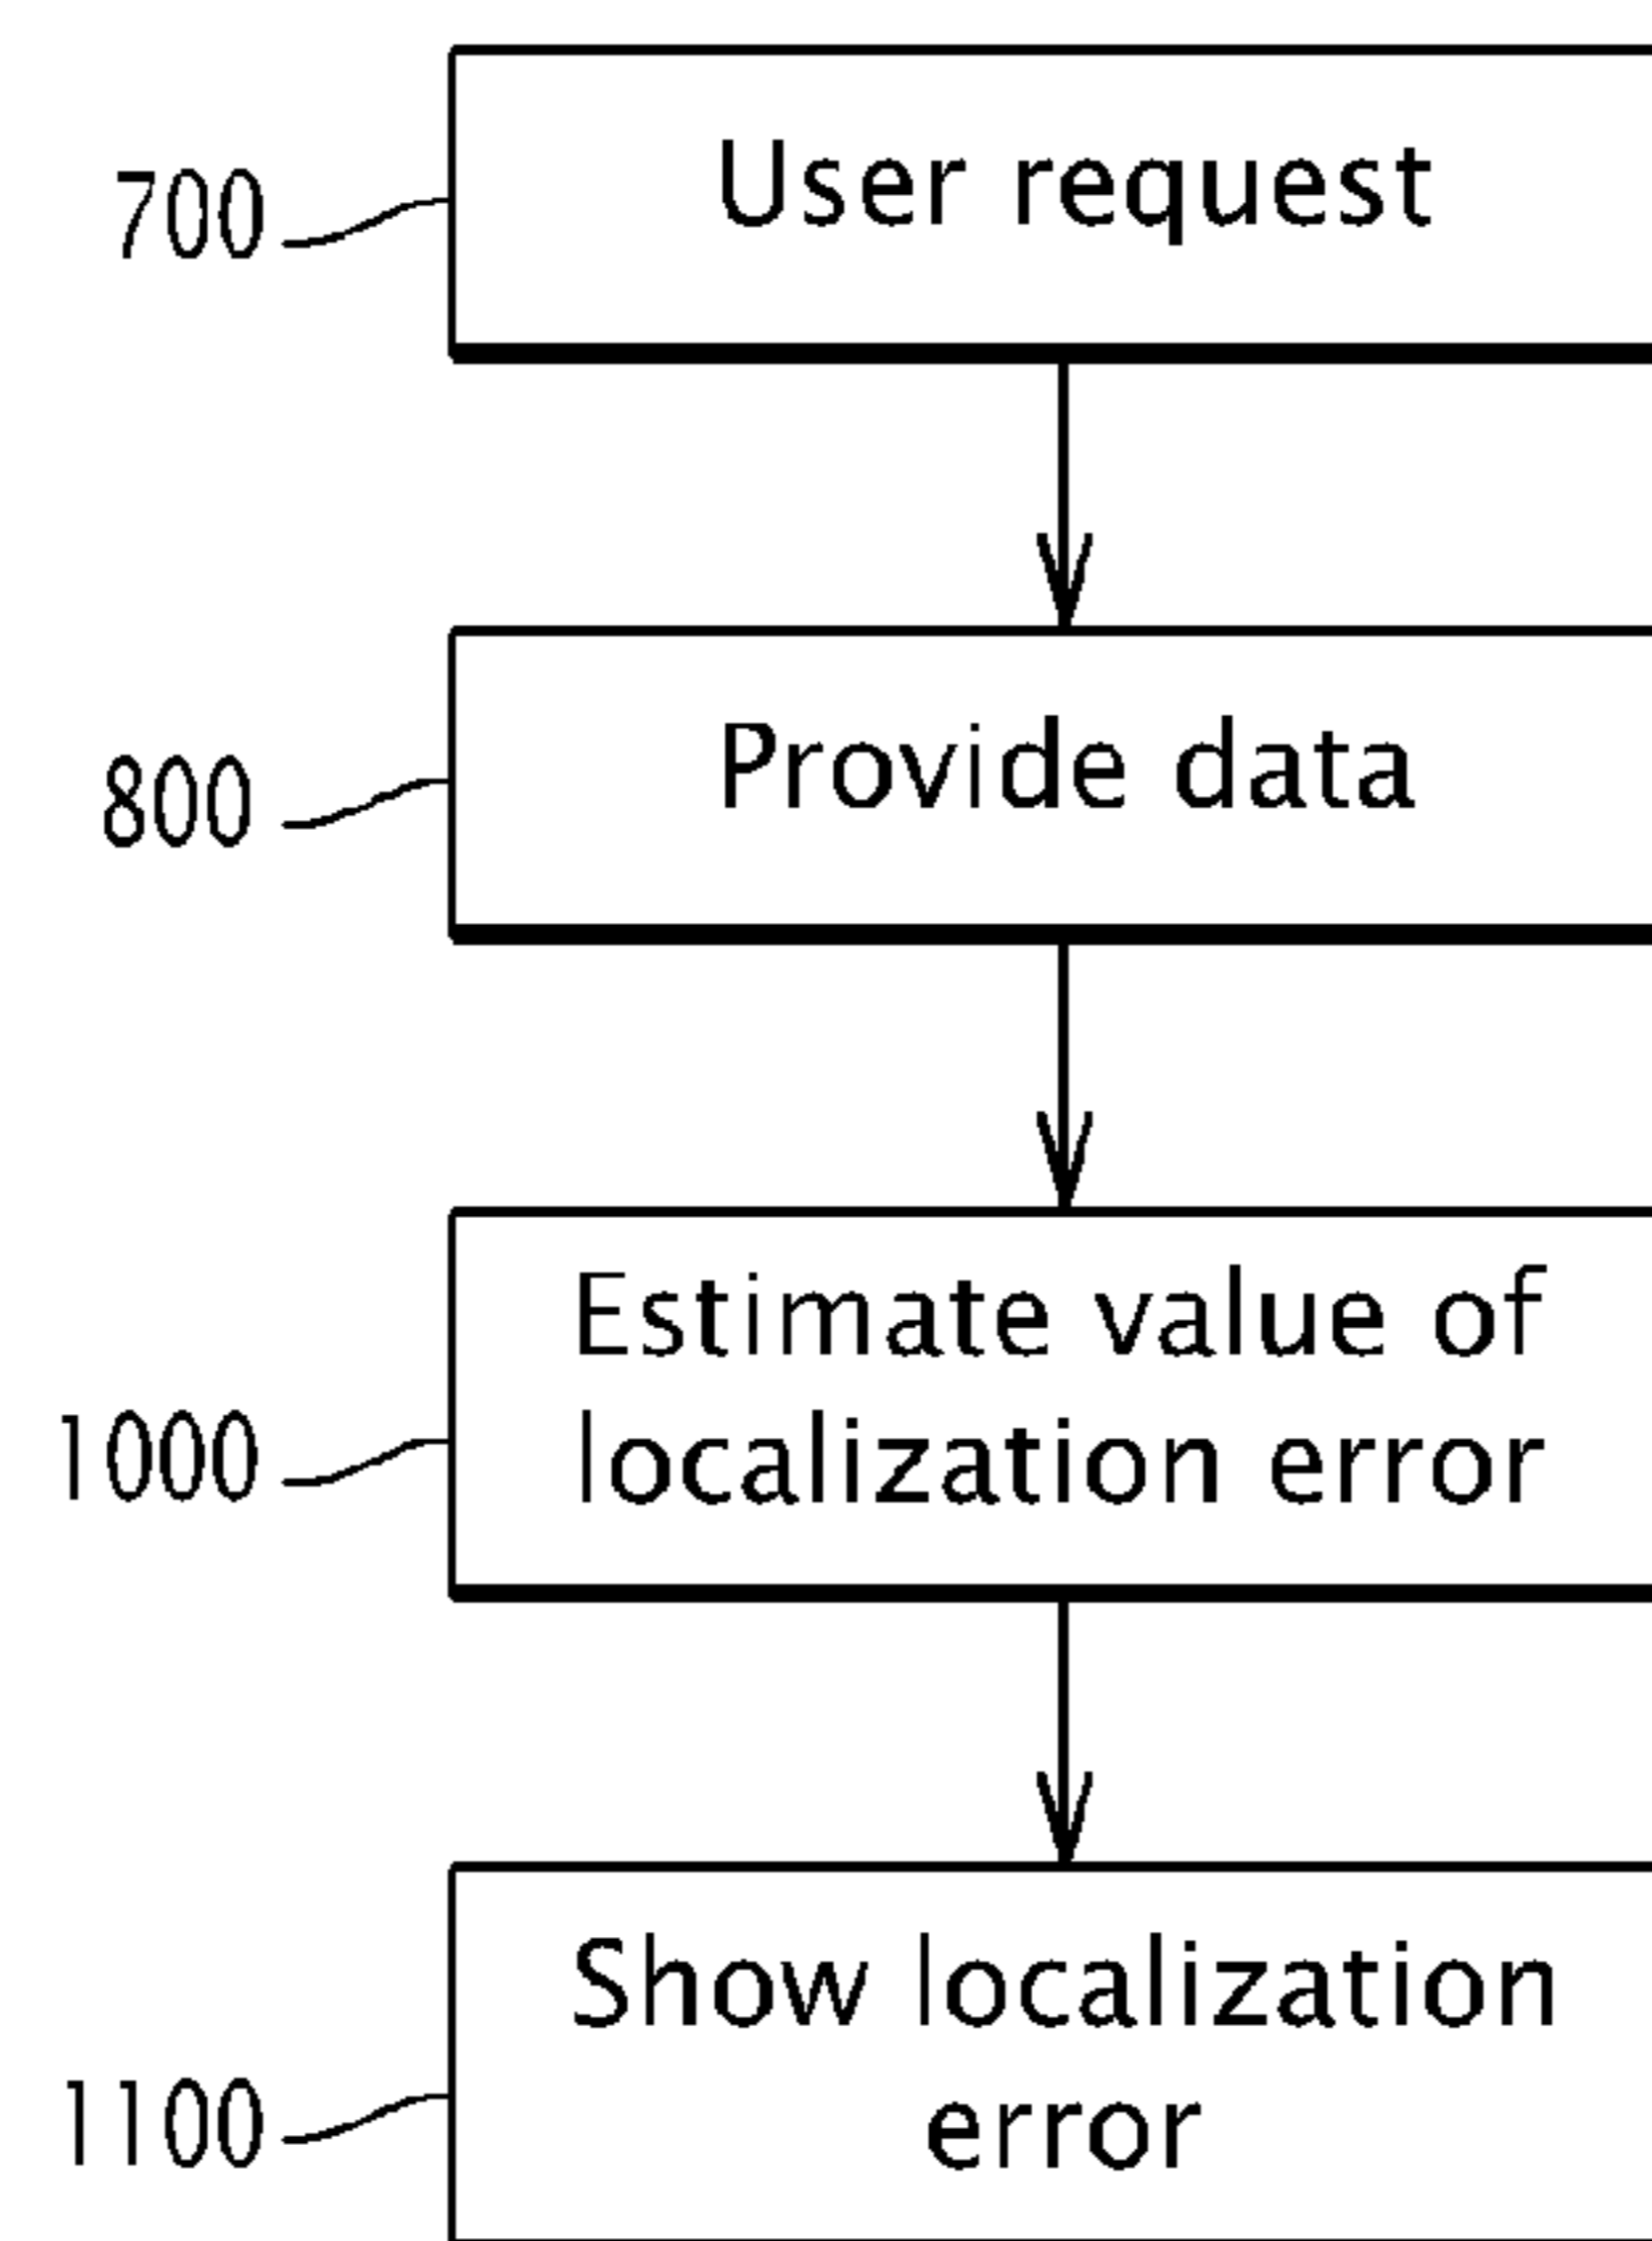 700
User request
800
Provide data
1000
Estimate value of
localization error
1100
Show localization
error